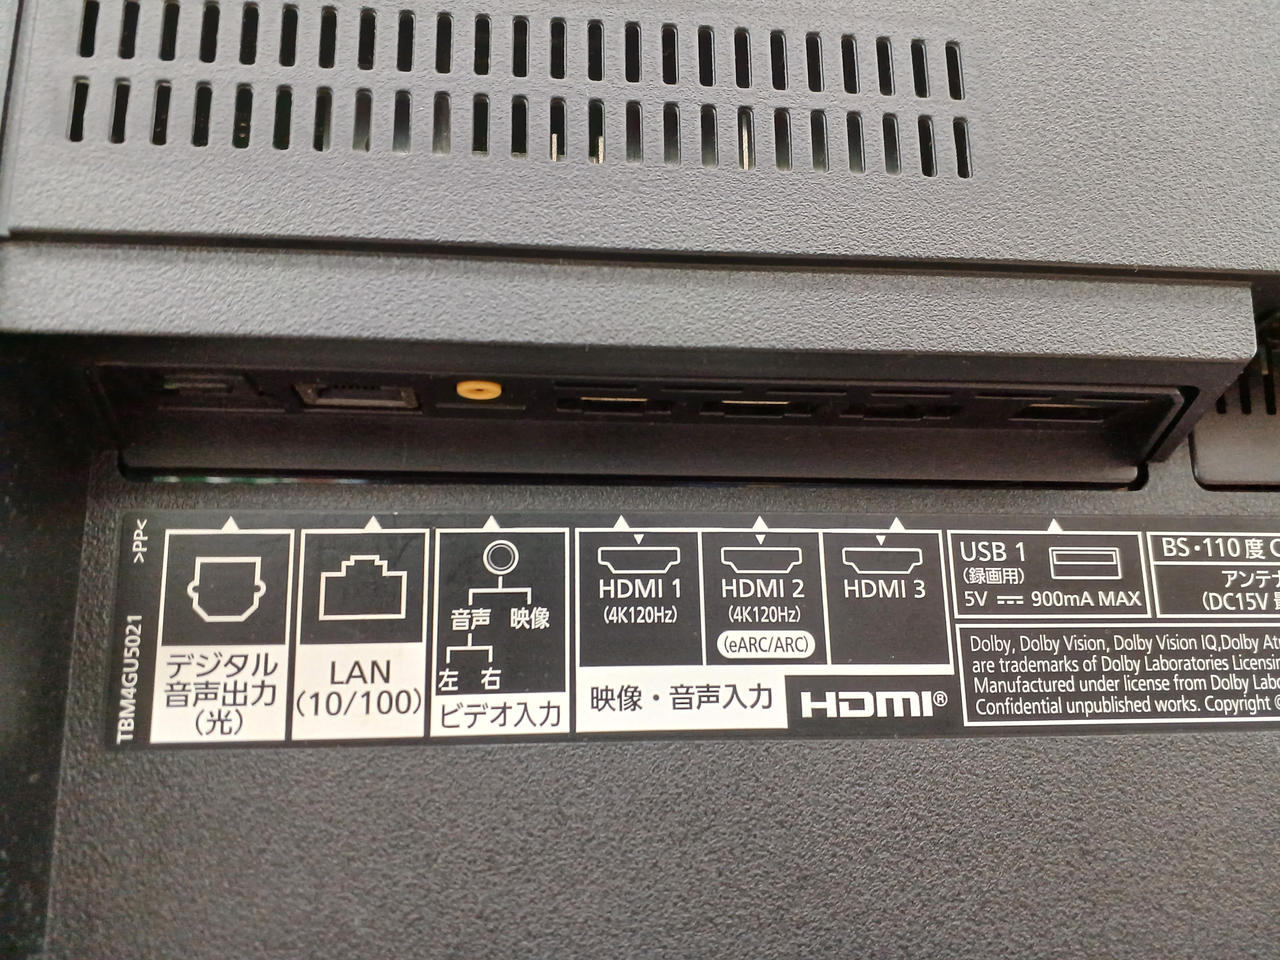 >PP<
TBM4GU5021
デジタル
音声出力
(光)
LAN
(10/100)
音声 映像
左 右
ビデオ入力
HDMI 1
(4K120Hz)
HDMI 2
(4K120Hz)
(eARC/ARC)
HDMI 3
映像・音声入力
HDMI®
USB 1
(録画用)
5V ⎓ 900mA MAX
BS・110度C
アンテナ
(DC15V
Dolby, Dolby Vision, Dolby Vision IQ,Dolby At
are trademarks of Dolby Laboratories Licensin
Manufactured under license from Dolby Labo
Confidential unpublished works. Copyright ©